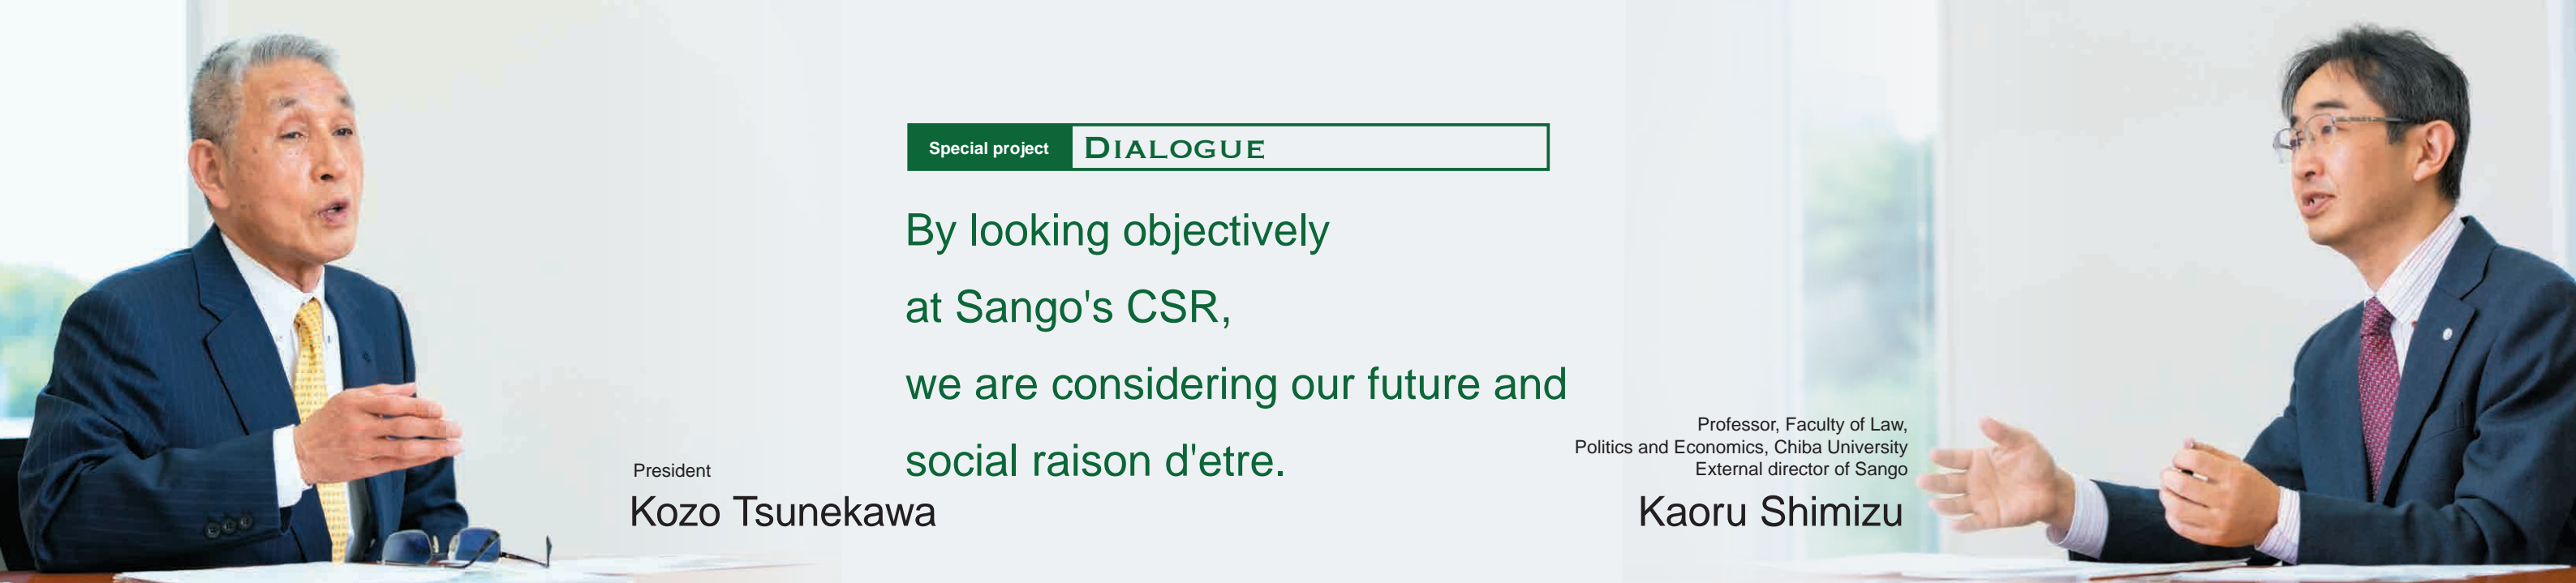 Special project DIALOGUE
By looking objectively
at Sango's CSR,
we are considering our future and
social raison d'etre.
President
Kozo Tsunekawa
Professor, Faculty of Law,
Politics and Economics, Chiba University
External director of Sango
Kaoru Shimizu